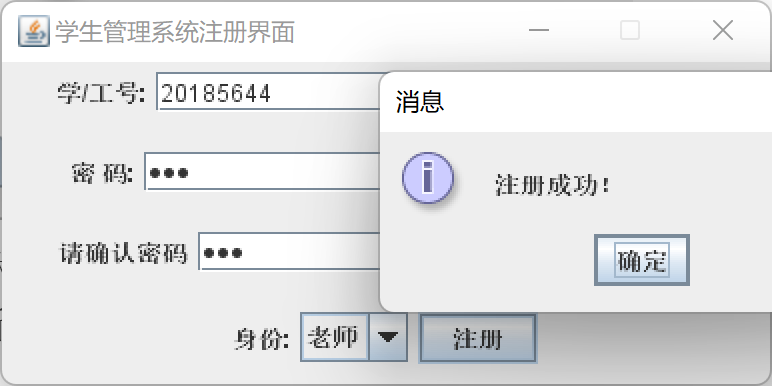 学生管理系统注册界面
学/工号: 20185644
消息
密 码: ●●●
注册成功!
请确认密码 ●●●
确定
身份: 老师 注册